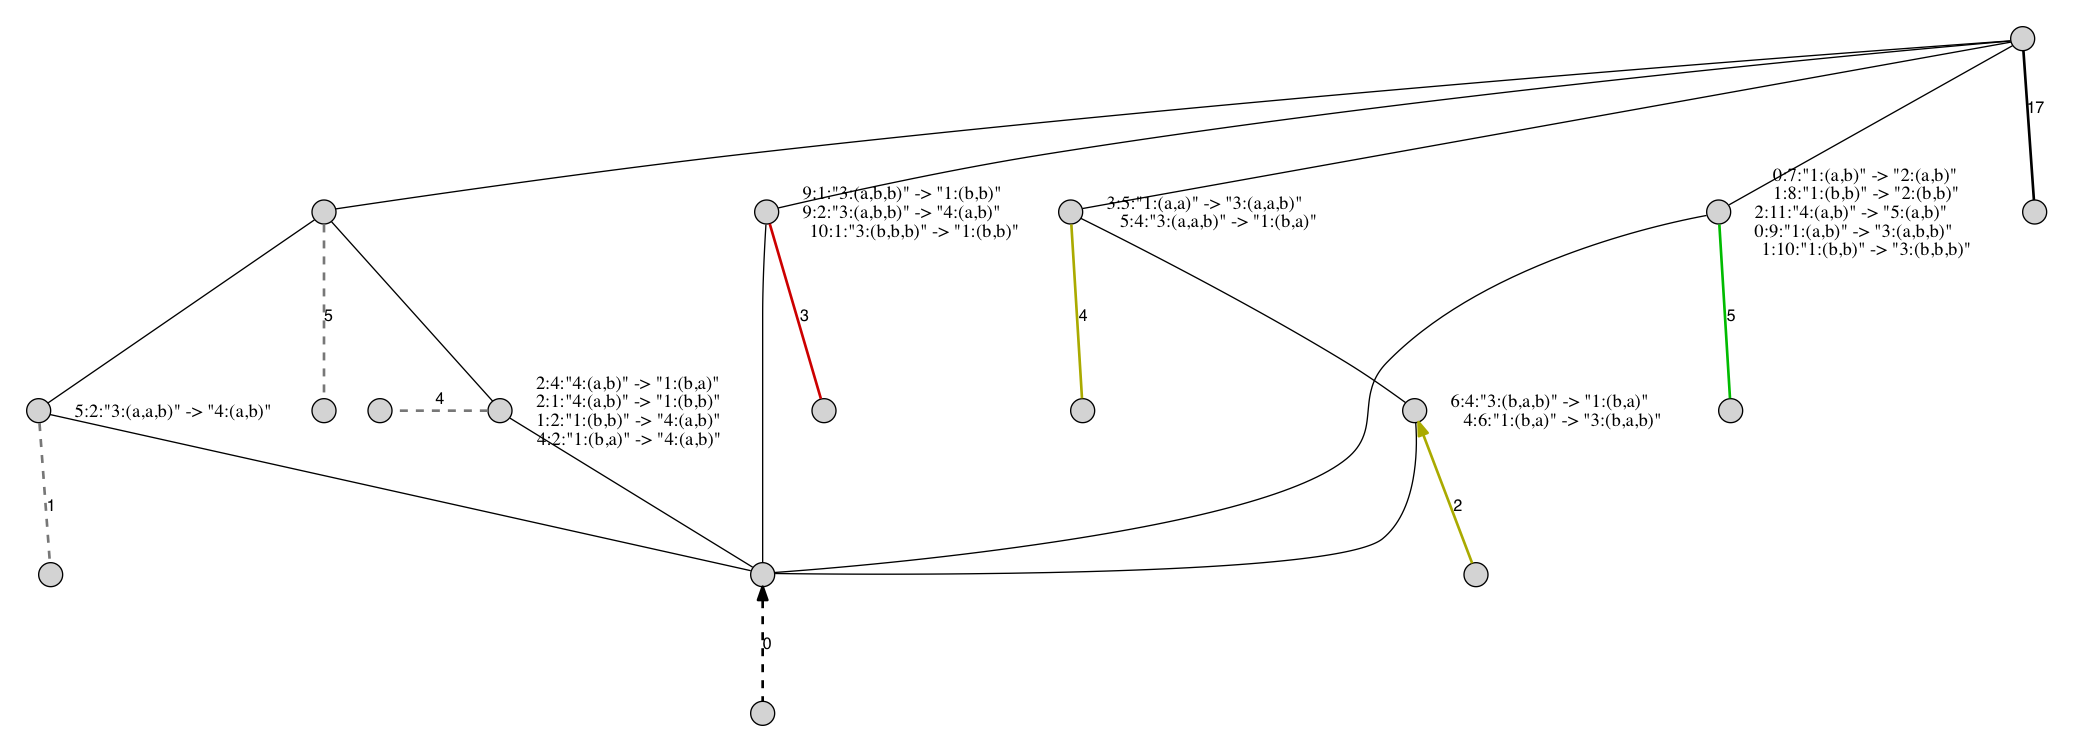 17
9:1:"3:(a,b,b)" -> "1:(b,b)"
9:2:"3:(a,b,b)" -> "4:(a,b)"
10:1:"3:(b,b,b)" -> "1:(b,b)"
3:5:"1:(a,a)" -> "3:(a,a,b)"
5:4:"3:(a,a,b)" -> "1:(b,a)"
0:7:"1:(a,b)" -> "2:(a,b)"
1:8:"1:(b,b)" -> "2:(b,b)"
2:11:"4:(a,b)" -> "5:(a,b)"
0:9:"1:(a,b)" -> "3:(a,b,b)"
1:10:"1:(b,b)" -> "3:(b,b,b)"
5
3
4
5
5:2:"3:(a,a,b)" -> "4:(a,b)"
4
2:4:"4:(a,b)" -> "1:(b,a)"
2:1:"4:(a,b)" -> "1:(b,b)"
1:2:"1:(b,b)" -> "4:(a,b)"
4:2:"1:(b,a)" -> "4:(a,b)"
6:4:"3:(b,a,b)" -> "1:(b,a)"
4:6:"1:(b,a)" -> "3:(b,a,b)"
1
2
0